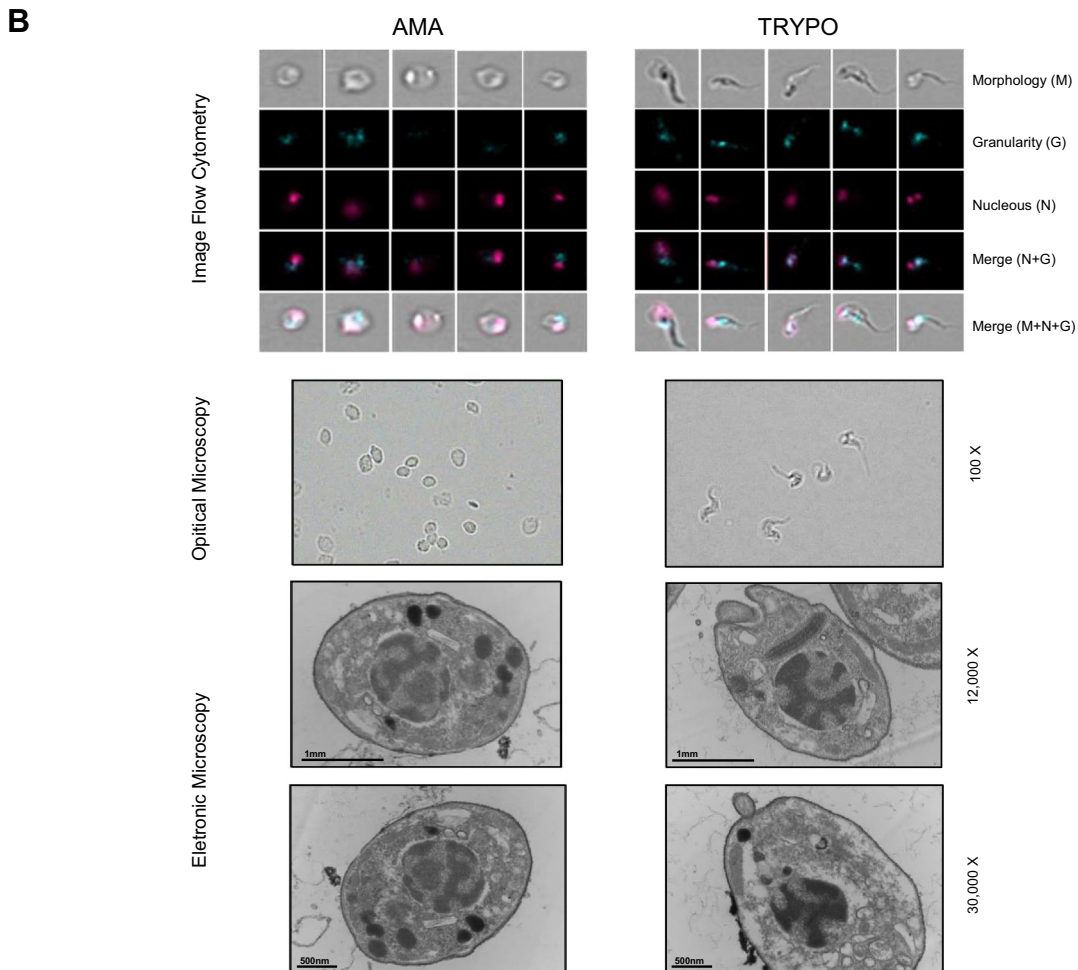 B
AMA
TRYPO
Image Flow Cytometry
Morphology (M)
Granularity (G)
Nucleous (N)
Merge (N+G)
Merge (M+N+G)
Opitical Microscopy
100 X
Eletronic Microscopy
1mm
1mm
12,000 X
500nm
500nm
30,000 X